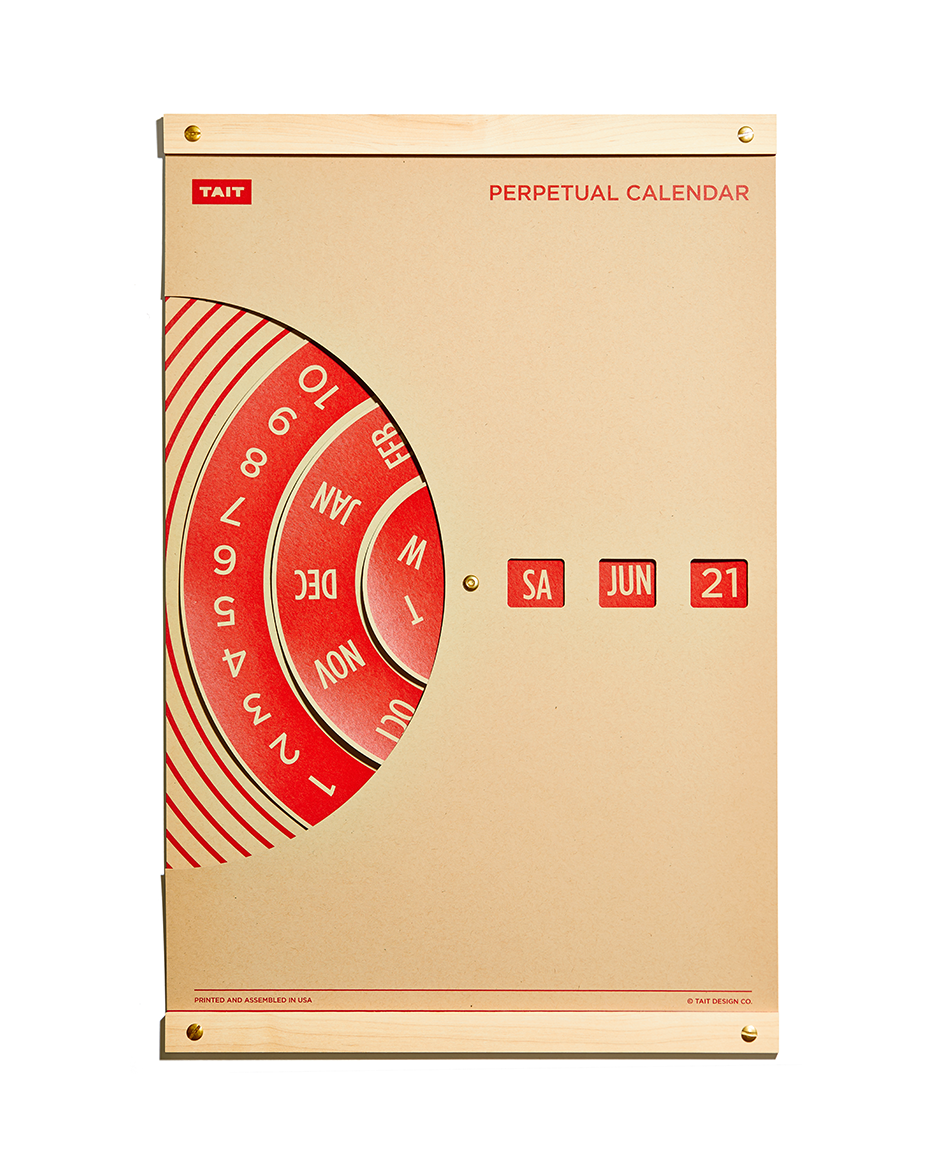 TAIT
PERPETUAL CALENDAR
10
9
8
7
6
5
4
3
2
1
FEB
JAN
DEC
NOV
OCT
W
T
SA
JUN
21
PRINTED AND ASSEMBLED IN USA
© TAIT DESIGN CO.